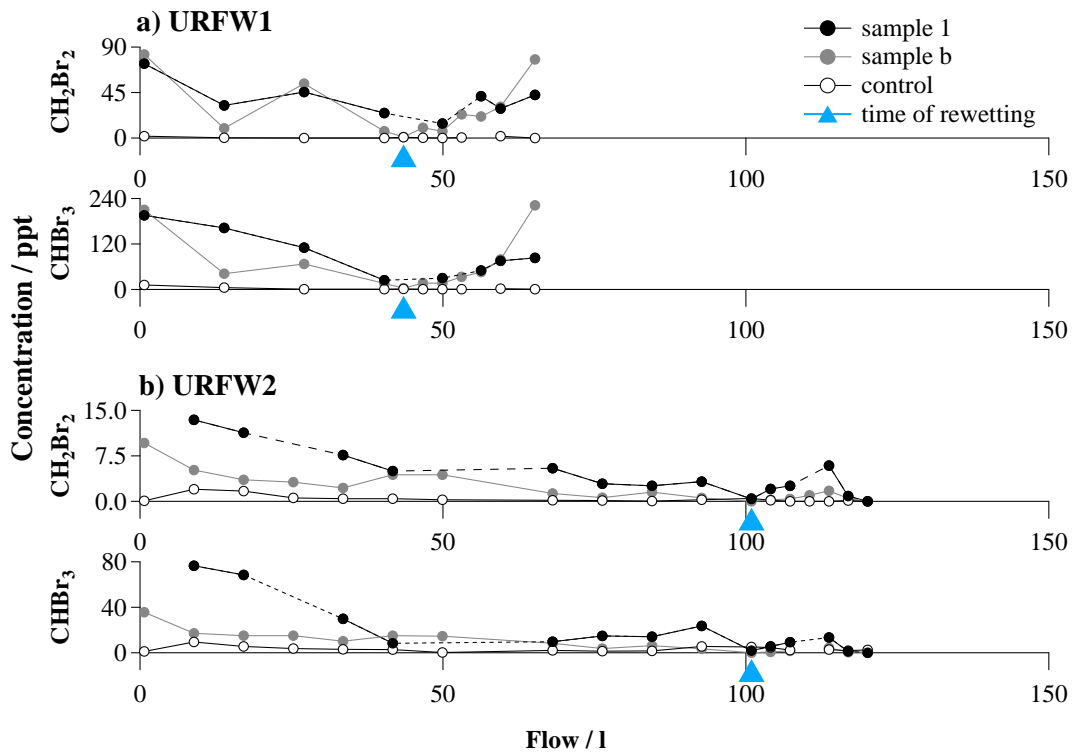 a) URFW1
sample 1
sample b
control
time of rewetting
CH₂Br₂
90
45
0
0 50 100 150
CHBr₃
240
120
0
0 50 100 150
Concentration / ppt
b) URFW2
CH₂Br₂
15.0
7.5
0.0
0 50 100 150
CHBr₃
80
40
0
0 50 100 150
Flow / l